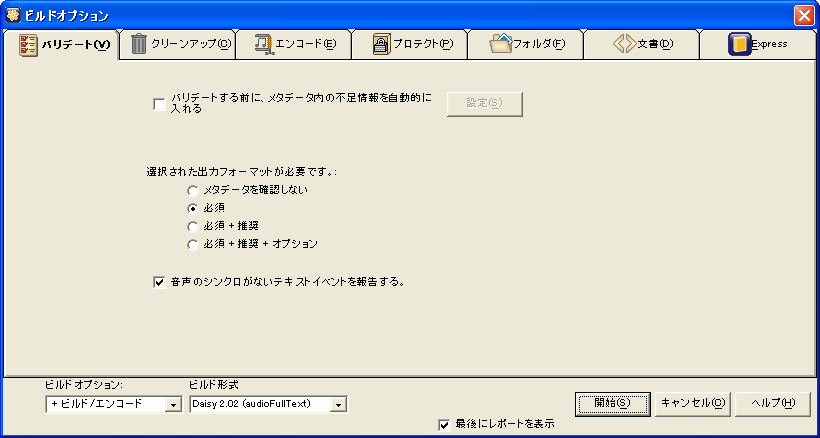 ビルドオプション
バリデート(V) クリーンアップ(C) エンコード(E) プロテクト(P) フォルダ(F) 文書(D) Express
バリデートする前に、メタデータ内の不足情報を自動的に
入れる
設定(S)
選択された出力フォーマットが必要です。:
メタデータを確認しない
必須
必須 + 推奨
必須 + 推奨 + オプション
音声のシンクロがないテキストイベントを報告する。
ビルドオプション: ビルド形式
+ ビルド/エンコード Daisy 2.02 (audioFullText) 開始(S) キャンセル(C) ヘルプ(H)
最後にレポートを表示